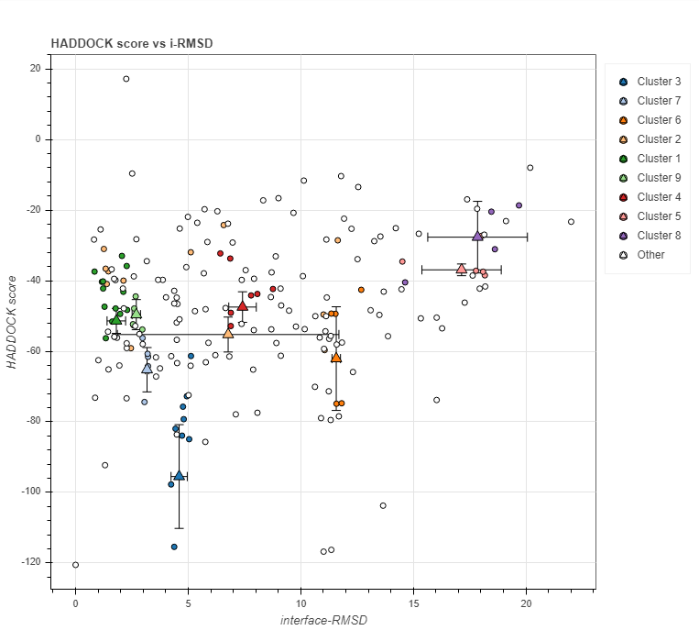 HADDOCK score vs i-RMSD
20
0
-20
-40
-60
-80
-100
-120
HADDOCK score
0
5
10
15
20
interface-RMSD
Cluster 3
Cluster 7
Cluster 6
Cluster 2
Cluster 1
Cluster 9
Cluster 4
Cluster 5
Cluster 8
Other